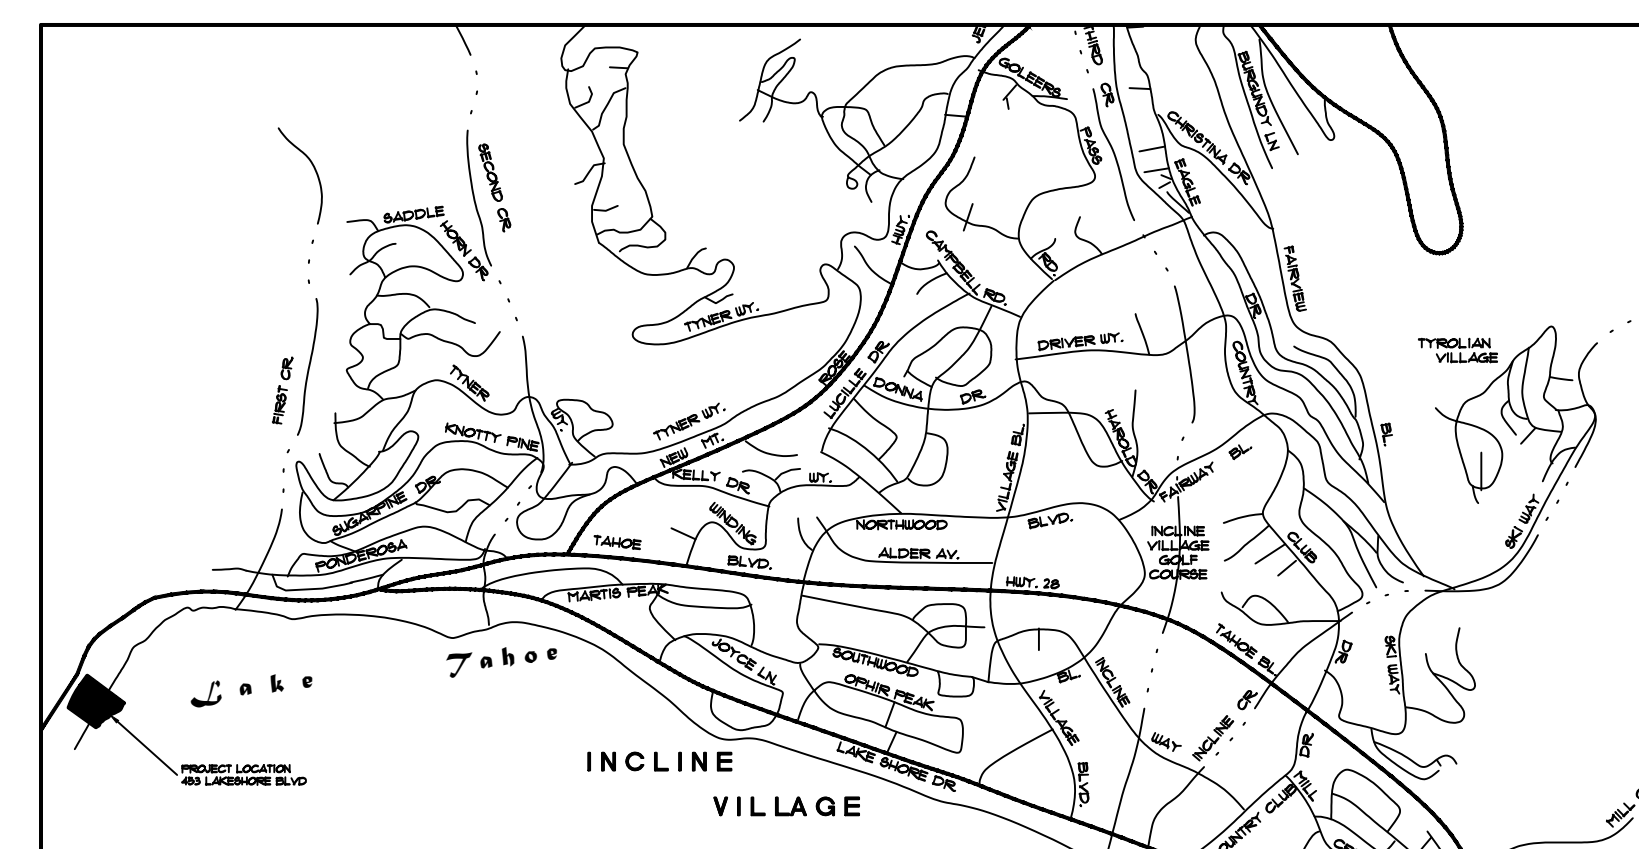 GOLEERS
PASS
RD.
THIRD CR
BURGUNDY LN
CHRISTINA DR.
EAGLE
DR.
SECOND CR
SADDLE
HORN DR.
HWY.
CAMPBELL RD.
FAIRVIEW
BL.
TYNER WY.
DRIVER WY.
COUNTRY
CLUB
DR
TYROLIAN
VILLAGE
FIRST CR
TYNER
WY.
ROSE
LUCILLE DR
DONNA
DR.
TYNER WY.
KNOTTY PINE
NEW MT.
HAROLD DR.
VILLAGE BL.
FAIRWAY BL.
KELLY DR
WY.
SUGARPINE DR.
WINDING
NORTHWOOD
BLVD.
SKI WAY
PONDEROSA
TAHOE
BLVD.
ALDER AV.
INCLINE
VILLAGE
GOLF
COURSE
HWY. 28
MARTIS PEAK
Lake
Tahoe
JOYCE LN.
SOUTHWOOD
BL.
OPHIR PEAK
INCLINE
WAY
TAHOE BL.
SKI WAY
VILLAGE
BLVD.
INCLINE CR
DR
MILL
PROJECT LOCATION
453 LAKESHORE BLVD
INCLINE
VILLAGE
LAKE SHORE DR
CLUB
MILL